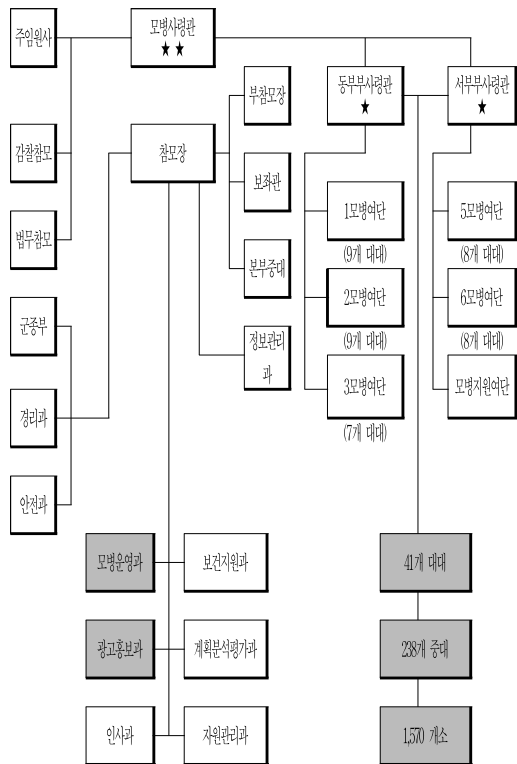 주임원사
모병사령관
★ ★
동부부사령관
★
서부부사령관
★
부참모장
감찰참모
참모장
보좌관
법무참모
본부중대
1모병여단
(9개 대대)
5모병여단
(8개 대대)
2모병여단
(9개 대대)
6모병여단
(8개 대대)
군종부
정보관리
과
3모병여단
(7개 대대)
모병지원여단
경리과
안전과
모병운영과
보건지원과
41개 대대
광고홍보과
계획분석평가과
238개 중대
인사과
자원관리과
1,570 개소